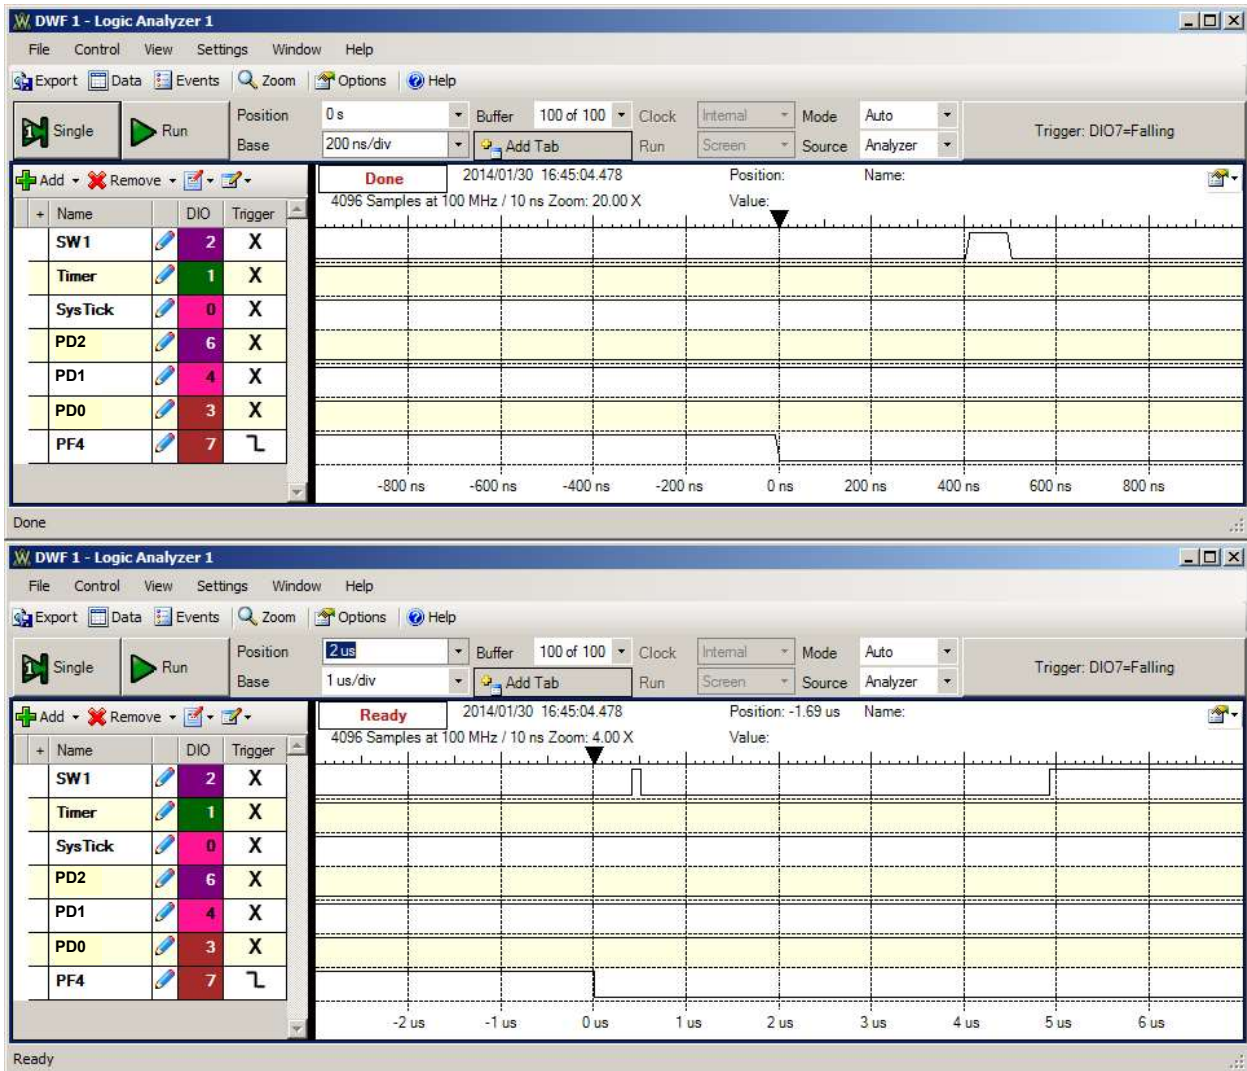 DWF 1 - Logic Analyzer 1
File Control View Settings Window Help
Export Data Events Zoom Options Help
Single Run Position 0 s Buffer 100 of 100 Clock Internal Mode Auto Trigger: DIO7=Falling
Base 200 ns/div Add Tab Run Screen Source Analyzer
Add Remove Done 2014/01/30 16:45:04.478 Position: Name:
4096 Samples at 100 MHz / 10 ns Zoom: 20.00 X Value:
+ Name DIO Trigger
SW1 2 X
Timer 1 X
SysTick 0 X
PD2 6 X
PD1 4 X
PD0 3 X
PF4 7
-800 ns -600 ns -400 ns -200 ns 0 ns 200 ns 400 ns 600 ns 800 ns
Done
DWF 1 - Logic Analyzer 1
File Control View Settings Window Help
Export Data Events Zoom Options Help
Single Run Position 2 us Buffer 100 of 100 Clock Internal Mode Auto Trigger: DIO7=Falling
Base 1 us/div Add Tab Run Screen Source Analyzer
Add Remove Ready 2014/01/30 16:45:04.478 Position: -1.69 us Name:
4096 Samples at 100 MHz / 10 ns Zoom: 4.00 X Value:
+ Name DIO Trigger
SW1 2 X
Timer 1 X
SysTick 0 X
PD2 6 X
PD1 4 X
PD0 3 X
PF4 7
-2 us -1 us 0 us 1 us 2 us 3 us 4 us 5 us 6 us
Ready